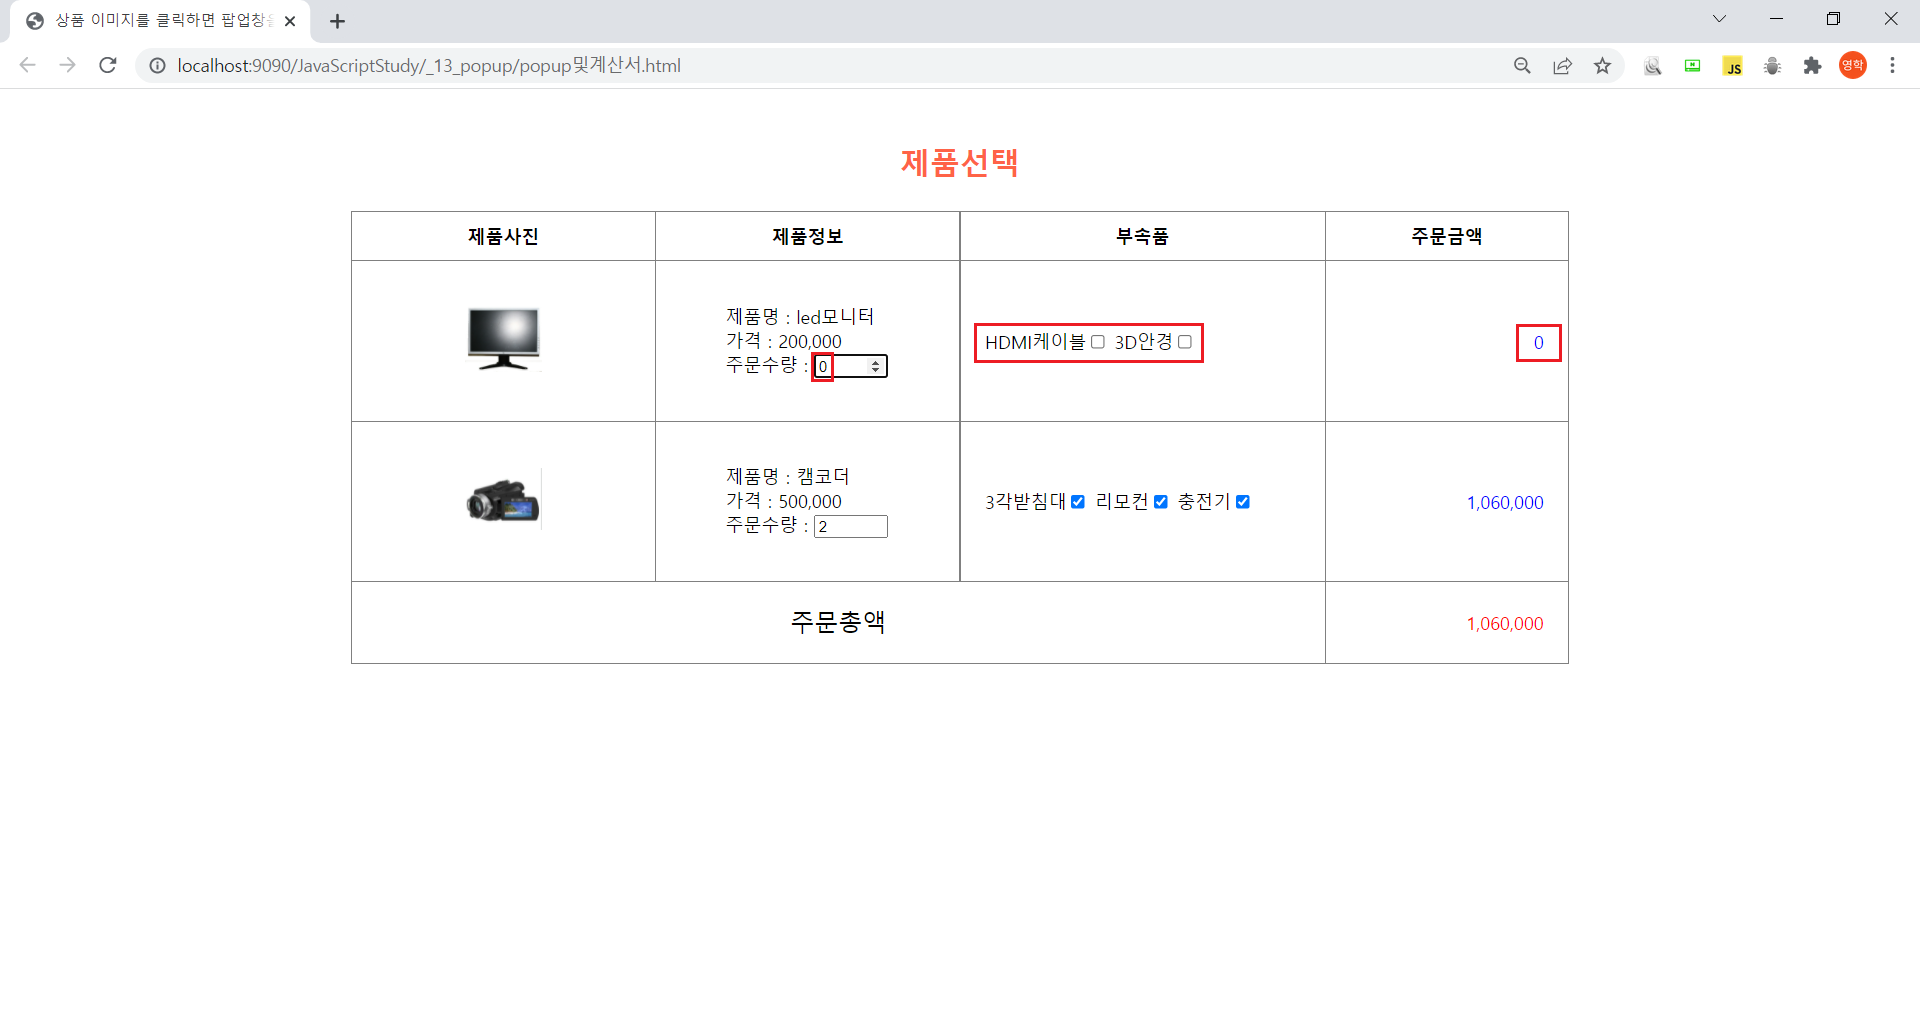 상품 이미지를 클릭하면 팝업창을
localhost:9090/JavaScriptStudy/_13_popup/popup및계산서.html
JS
영학
제품선택
제품사진 제품정보 부속품 주문금액
제품명 : led모니터
가격 : 200,000
주문수량 : 0
HDMI케이블 3D안경
0
제품명 : 캠코더
가격 : 500,000
주문수량 : 2
3각받침대 리모컨 충전기
1,060,000
주문총액 1,060,000